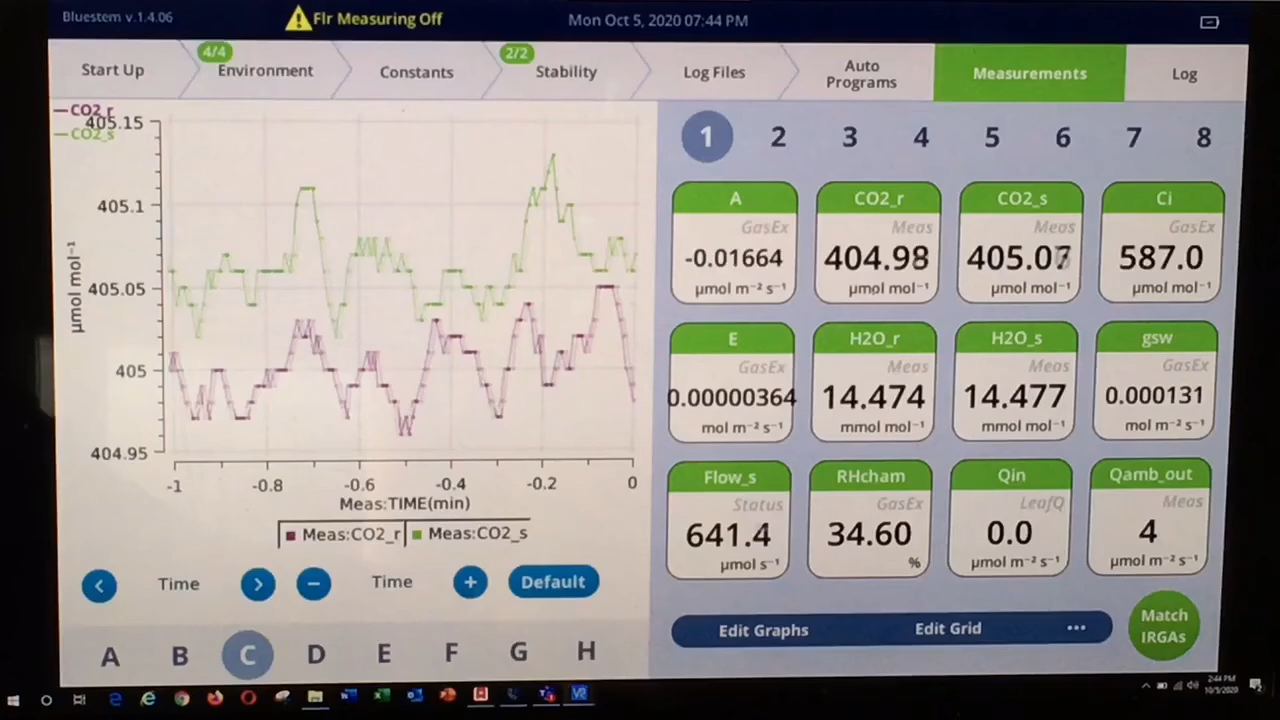 Bluestem v.1.4.06
Flr Measuring Off
Mon Oct 5, 2020 07:44 PM
Start Up
4/4
Environment
Constants
2/2
Stability
Log Files
Auto
Programs
Measurements
Log
CO2_r
CO2_s
405.15
405.1
405.05
405
404.95
µmol mol⁻¹
-1 -0.8 -0.6 -0.4 -0.2 0
Meas:TIME(min)
Meas:CO2_r Meas:CO2_s
< Time > − Time + Default
A B C D E F G H
1 2 3 4 5 6 7 8
A
GasEx
-0.01664
µmol m⁻² s⁻¹
CO2_r
Meas
404.98
µmol mol⁻¹
CO2_s
Meas
405.07
µmol mol⁻¹
Ci
GasEx
587.0
µmol mol⁻¹
E
GasEx
0.00000364
mol m⁻² s⁻¹
H2O_r
Meas
14.474
mmol mol⁻¹
H2O_s
Meas
14.477
mmol mol⁻¹
gsw
GasEx
0.000131
mol m⁻² s⁻¹
Flow_s
Status
641.4
µmol s⁻¹
RHcham
GasEx
34.60
%
Qin
LeafQ
0.0
µmol m⁻² s⁻¹
Qamb_out
Meas
4
µmol m⁻² s⁻¹
Edit Graphs Edit Grid ...
Match
IRGAs
2:44 PM
10/5/2020